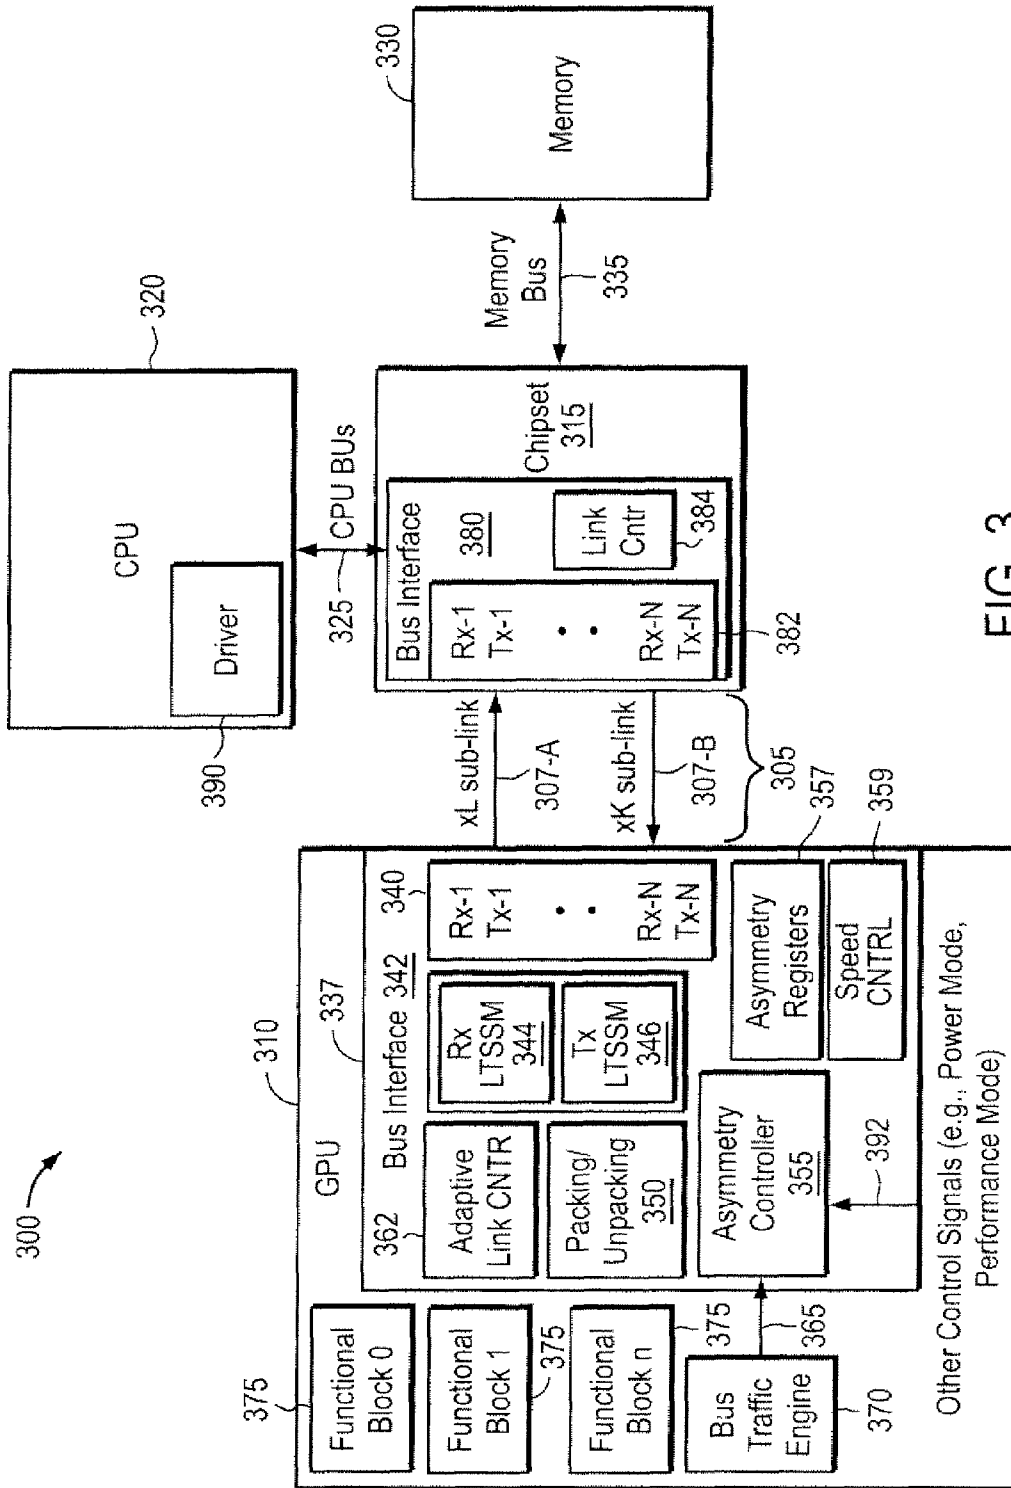 300
GPU
310
337
375
Functional
Block 0
Functional
Block 1
375
Functional
Block n
375
Bus
Traffic
Engine
370
365
Bus Interface
342
362
Adaptive
Link CNTR
Packing/
Unpacking
350
Rx
LTSSM
344
Tx
LTSSM
346
340
Rx-1
Tx-1
Rx-N
Tx-N
Asymmetry
Controller
355
392
Asymmetry
Registers
357
Speed
CNTRL
359
Other Control Signals (e.g., Power Mode,
Performance Mode)
xL sub-link
307-A
xK sub-link
307-B
305
CPU
320
Driver
390
325
CPU BUs
Bus Interface
380
Rx-1
Tx-1
Rx-N
Tx-N
382
Link
Cntr
384
Chipset
315
Memory
Bus
335
Memory
330
FIG. 3